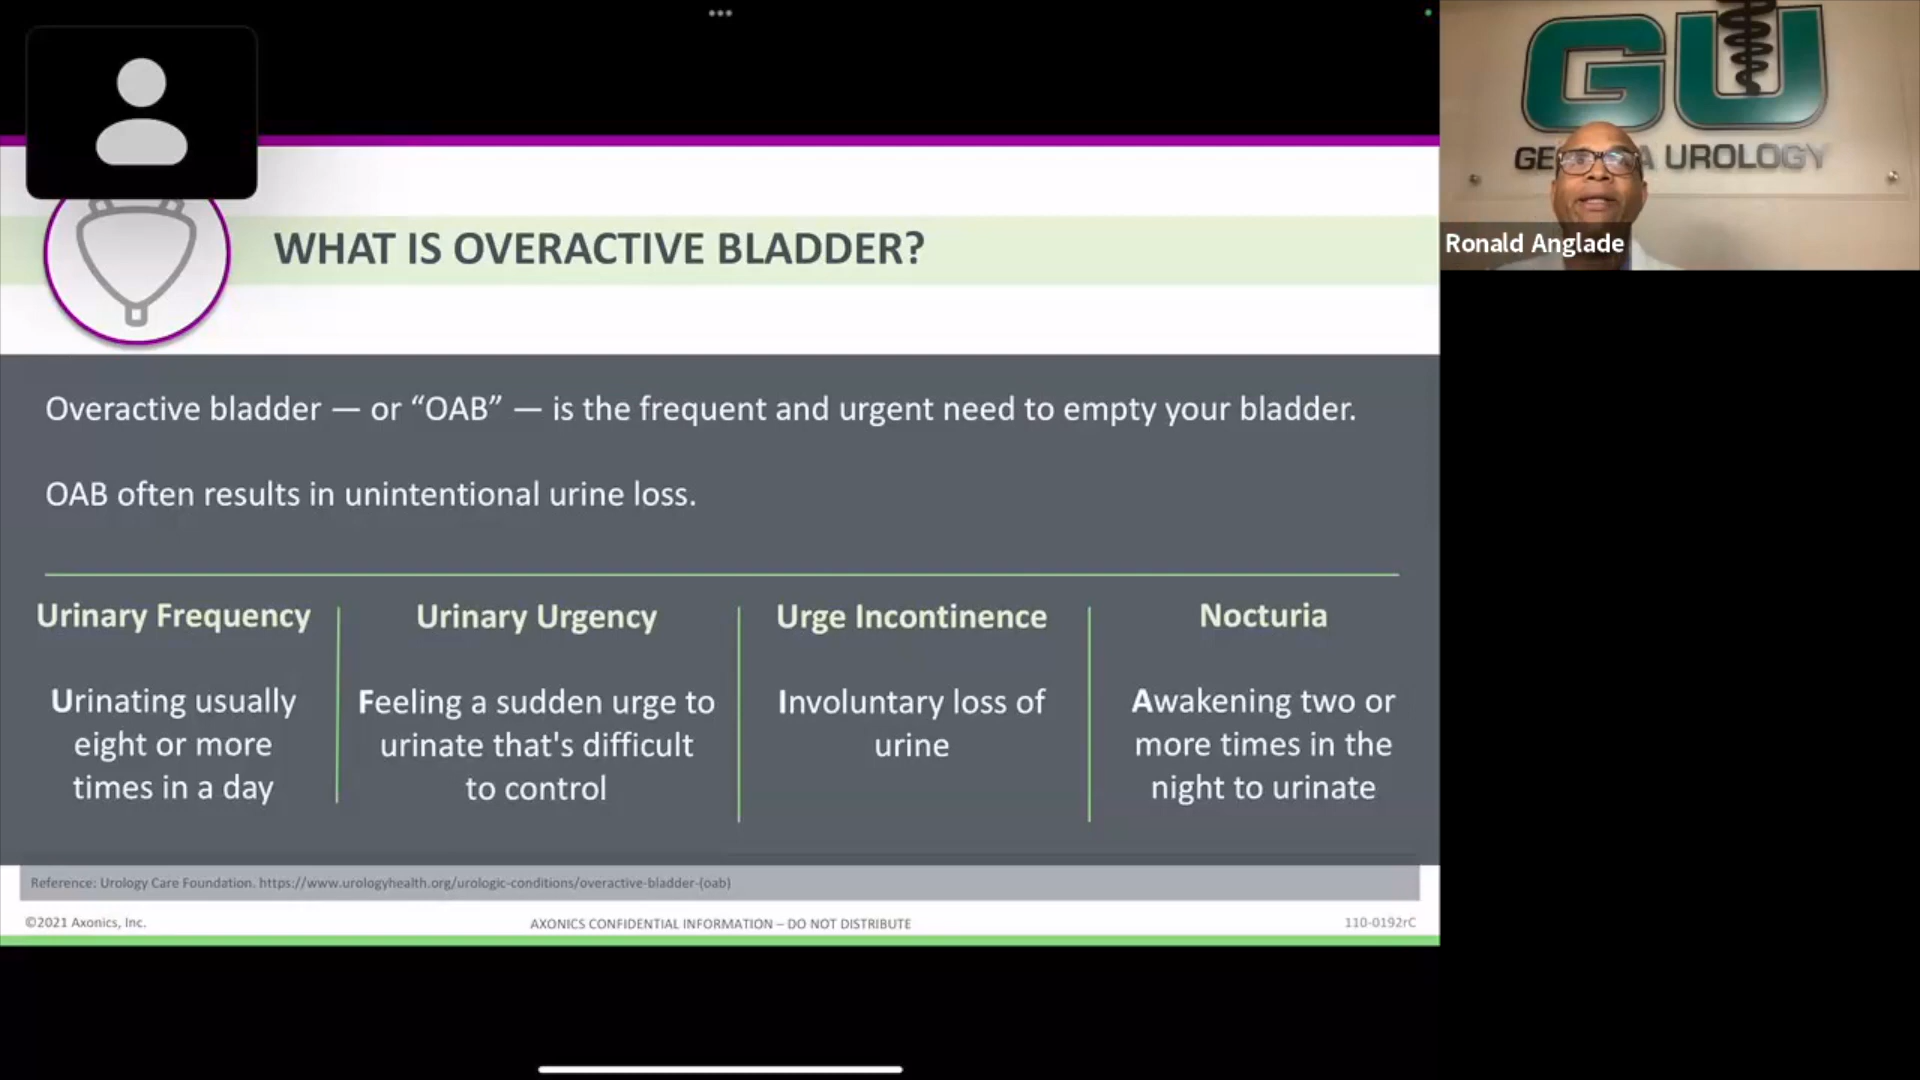 WHAT IS OVERACTIVE BLADDER?
Overactive bladder — or “OAB” — is the frequent and urgent need to empty your bladder.
OAB often results in unintentional urine loss.
Urinary Frequency
Urinating usually
eight or more
times in a day
Urinary Urgency
Feeling a sudden urge to
urinate that's difficult
to control
Urge Incontinence
Involuntary loss of
urine
Nocturia
Awakening two or
more times in the
night to urinate
Reference: Urology Care Foundation. https://www.urologyhealth.org/urologic-conditions/overactive-bladder-(oab)
©2021 Axonics, Inc.
AXONICS CONFIDENTIAL INFORMATION – DO NOT DISTRIBUTE
110-0192rC
GU
UROLOGY
Ronald Anglade